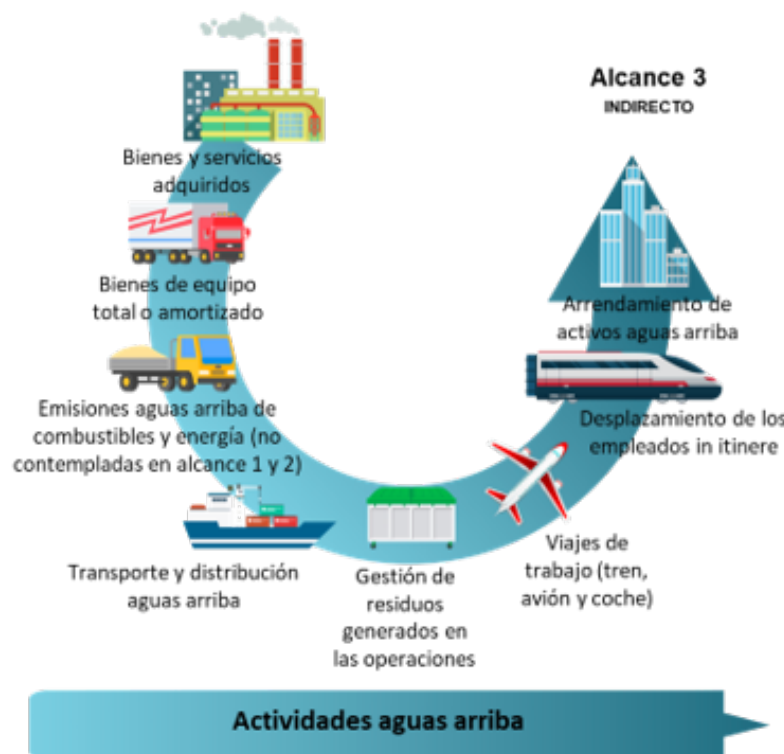 Alcance 3
INDIRECTO
Bienes y servicios
adquiridos
Bienes de equipo
total o amortizado
Emisiones aguas arriba de
combustibles y energía (no
contempladas en alcance 1 y 2)
Transporte y distribución
aguas arriba
Gestión de
residuos
generados en
las operaciones
Viajes de
trabajo (tren,
avión y coche)
Desplazamiento de los
empleados in itinere
Arrendamiento de
activos aguas arriba
Actividades aguas arriba